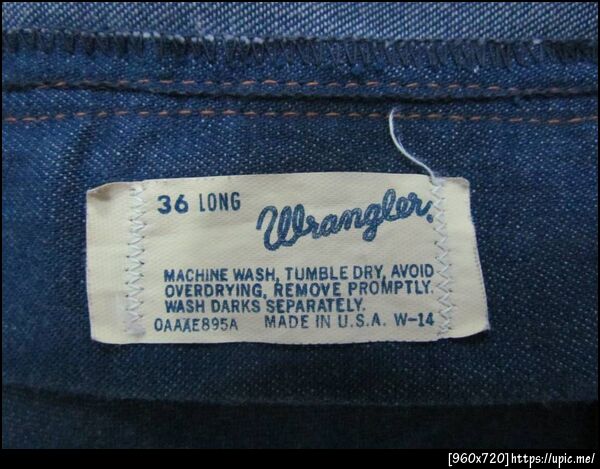 36 LONG
Wrangler
MACHINE WASH, TUMBLE DRY, AVOID
OVERDRYING, REMOVE PROMPTLY.
WASH DARKS SEPARATELY.
OAAAE895A MADE IN U.S.A. W-14
[960x720]https://upic.me/